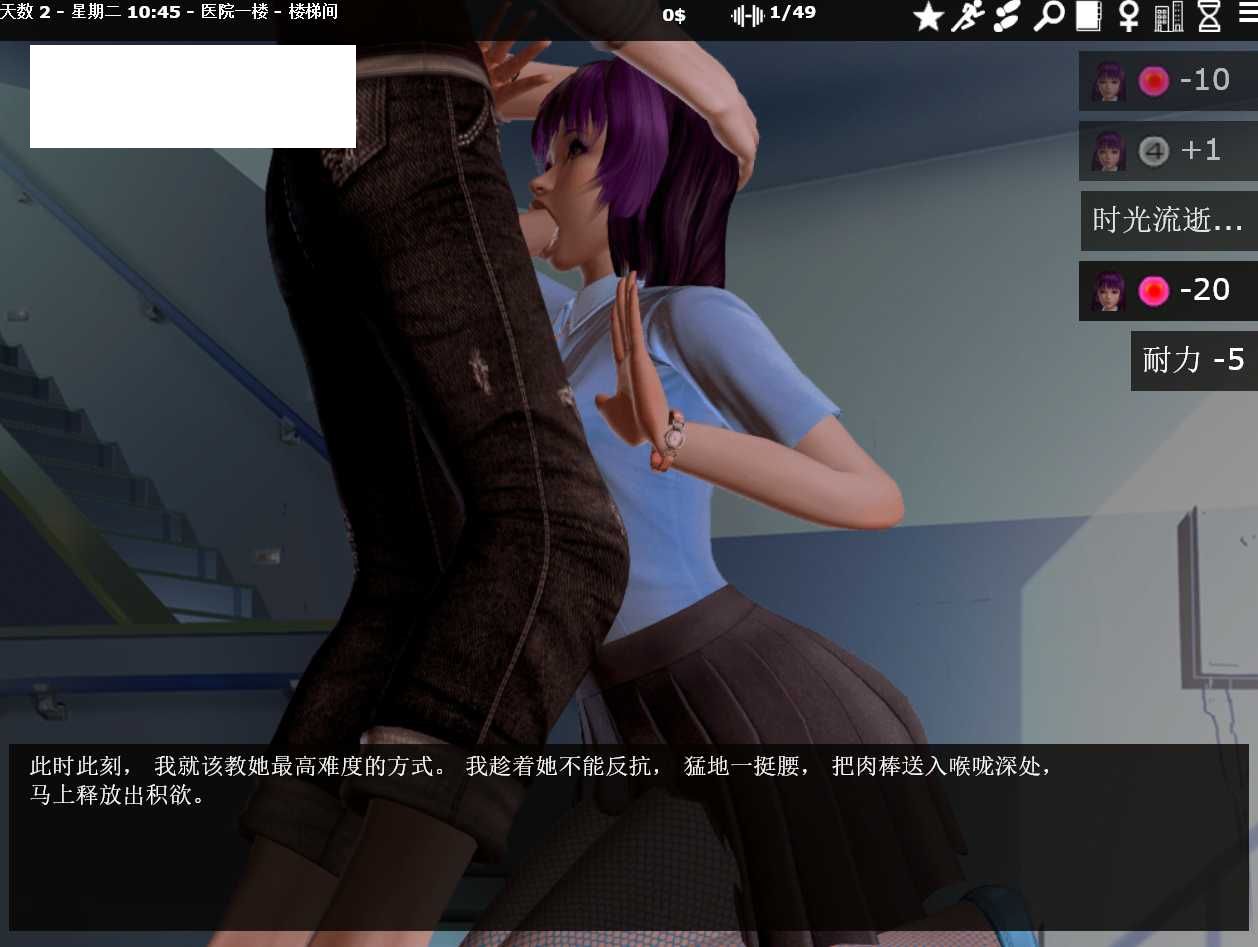 天数 2 - 星期二 10:45 - 医院一楼 - 楼梯间
0$
1/49
-10
4 +1
时光流逝...
-20
耐力 -5
此时此刻， 我就该教她最高难度的方式。 我趁着她不能反抗， 猛地一挺腰， 把肉棒送入喉咙深处，
马上释放出积欲。